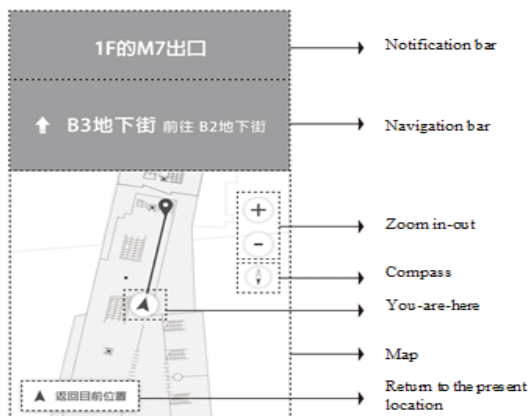 1F的M7出口
Notification bar
B3地下街 前往 B2地下街
Navigation bar
Zoom in-out
Compass
You-are-here
Map
返回目前位置
Return to the present
location